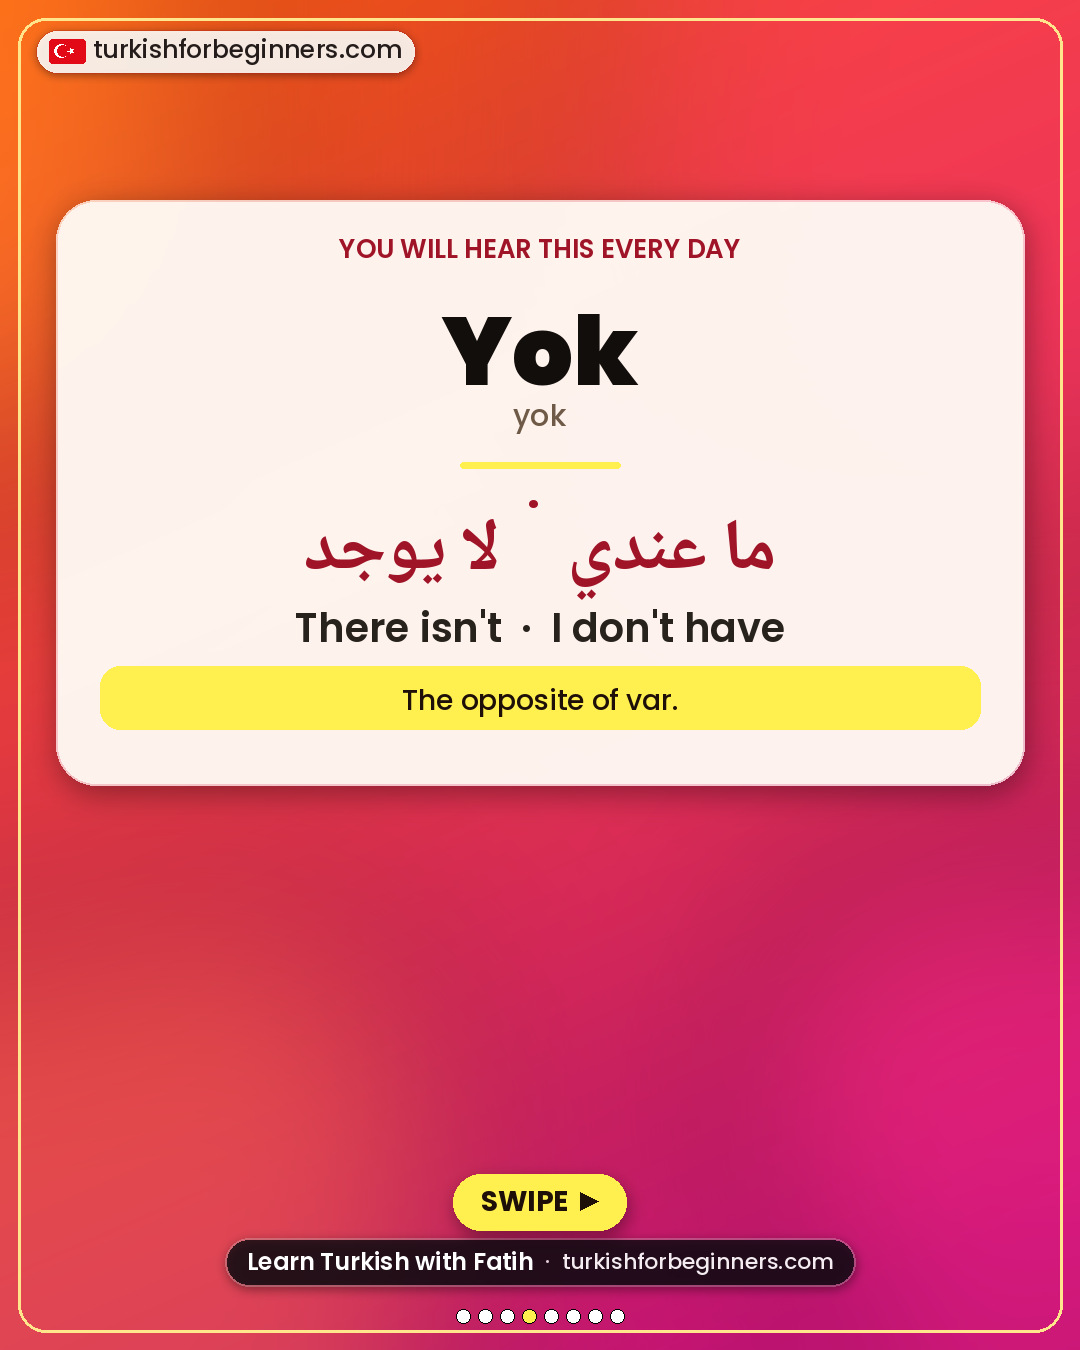 turkishforbeginners.com
YOU WILL HEAR THIS EVERY DAY
Yok
yok
ما عندي · لا يوجد
There isn't · I don't have
The opposite of var.
SWIPE ▶
Learn Turkish with Fatih · turkishforbeginners.com